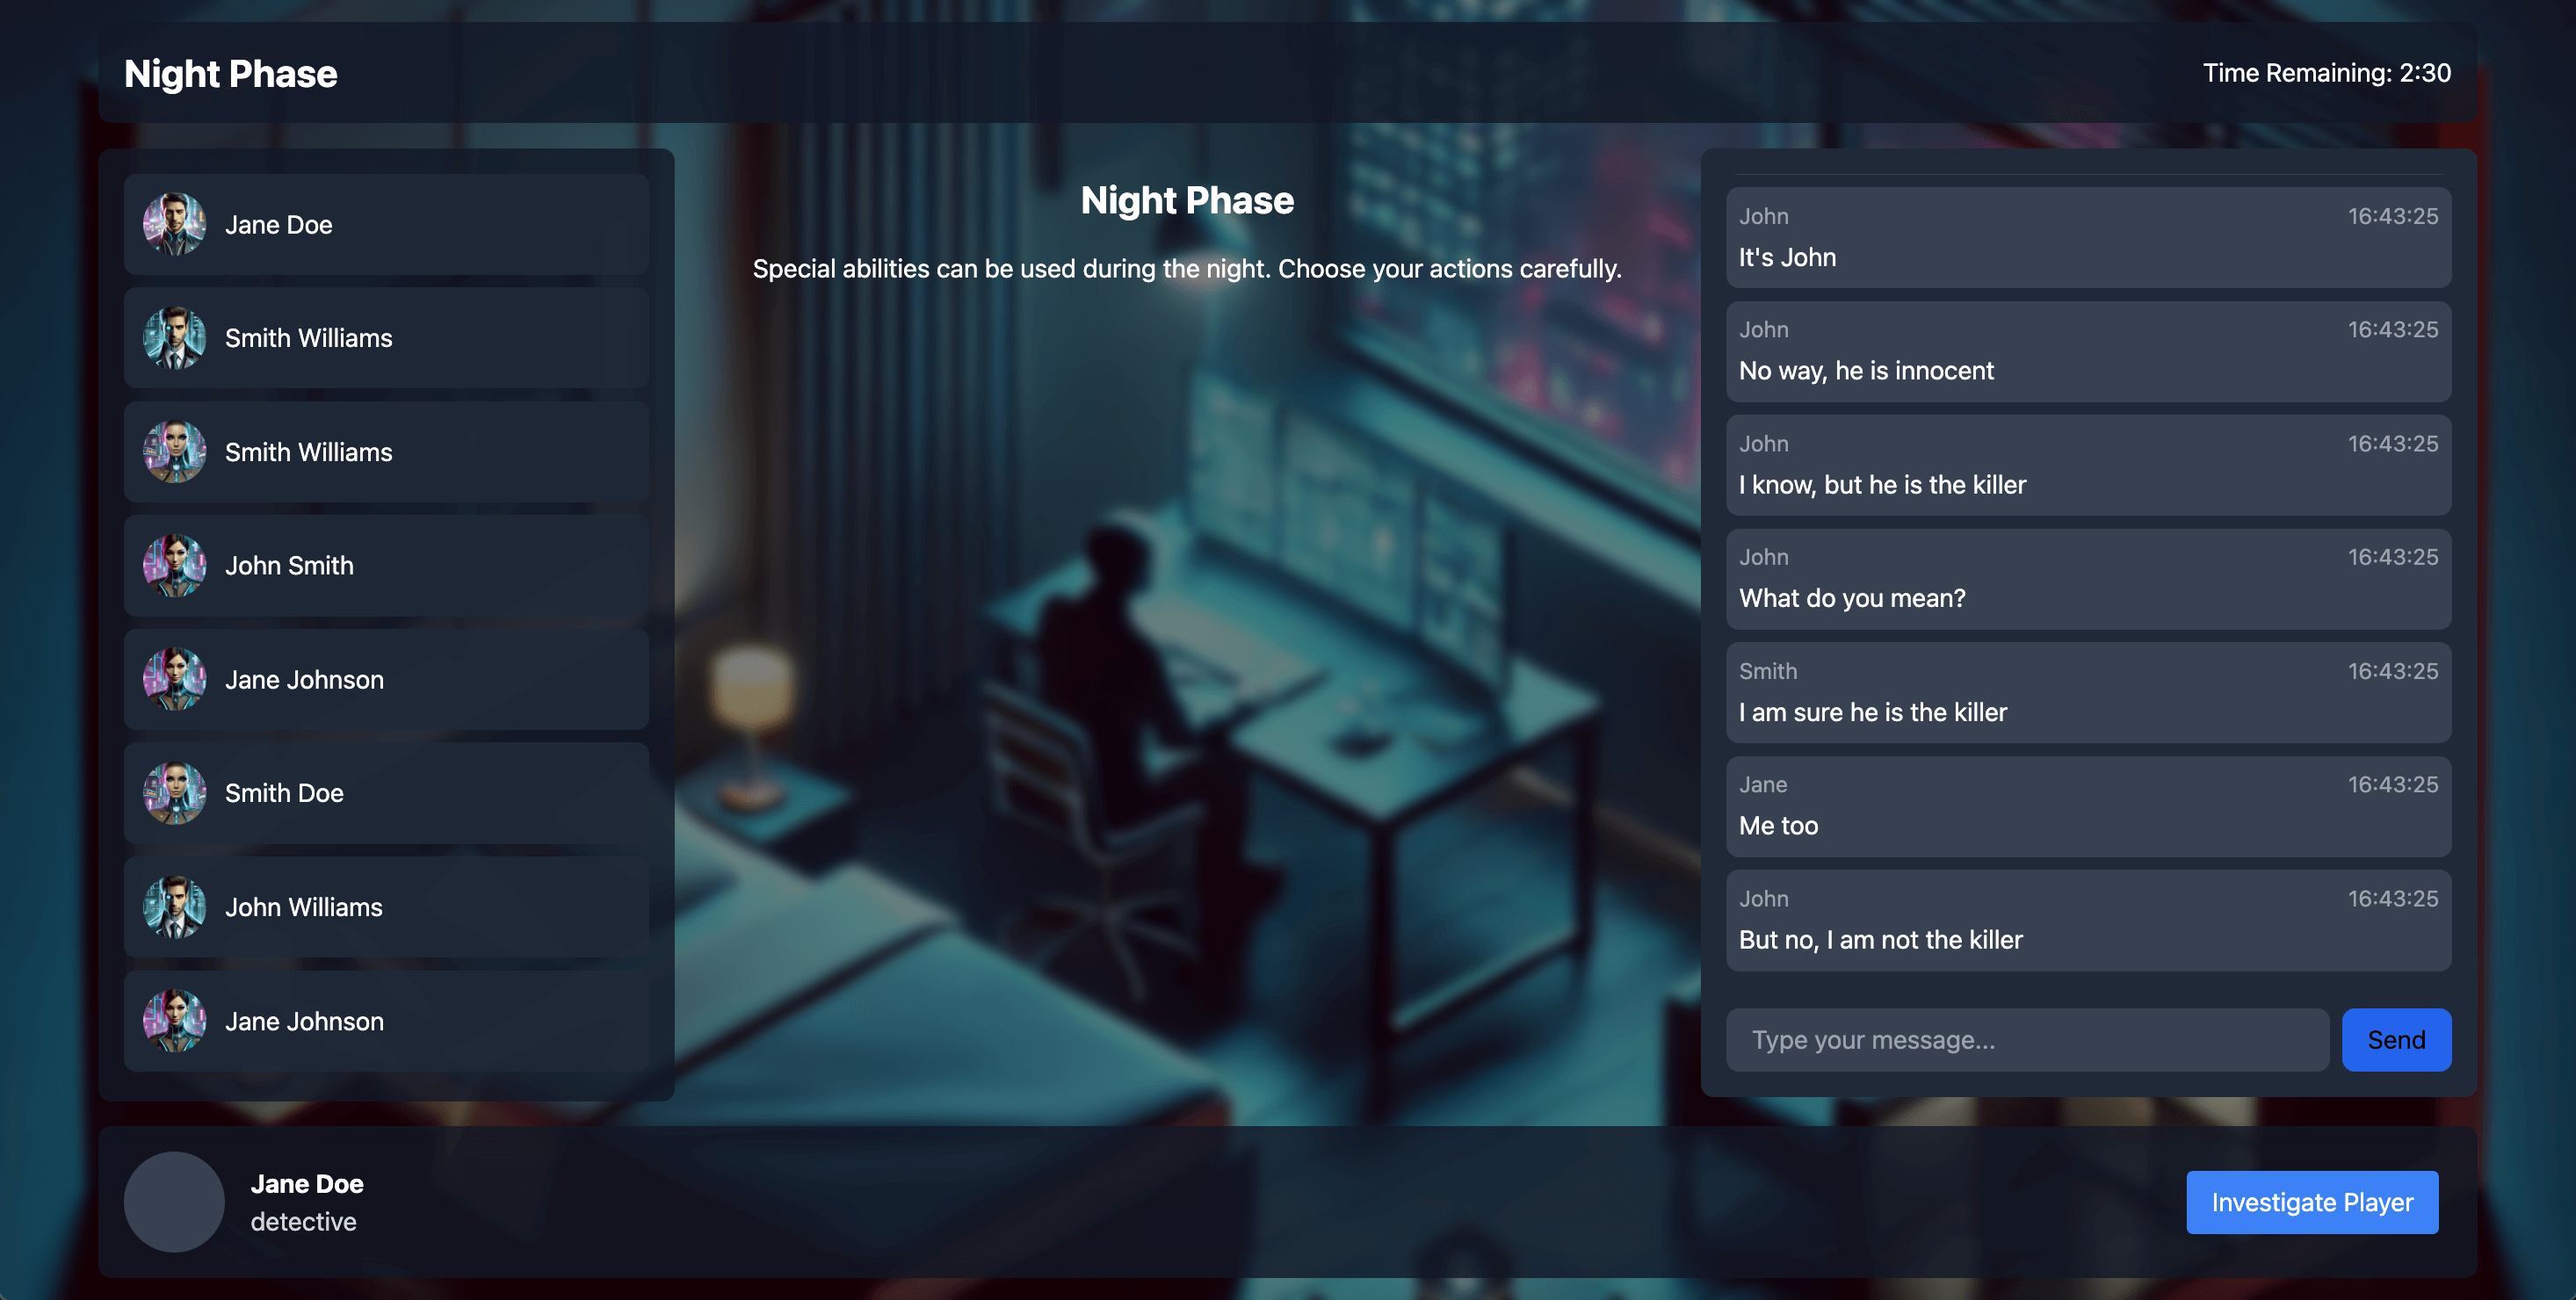 Night Phase
Time Remaining: 2:30
Jane Doe
Smith Williams
Smith Williams
John Smith
Jane Johnson
Smith Doe
John Williams
Jane Johnson
Night Phase
Special abilities can be used during the night. Choose your actions carefully.
John 16:43:25
It's John
John 16:43:25
No way, he is innocent
John 16:43:25
I know, but he is the killer
John 16:43:25
What do you mean?
Smith 16:43:25
I am sure he is the killer
Jane 16:43:25
Me too
John 16:43:25
But no, I am not the killer
Type your message...
Send
Jane Doe
detective
Investigate Player